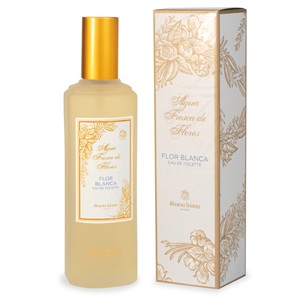 Agua
Fresca de
Flores
FLOR
BLANCA
EAU DE TOILETTE
Agua
Fresca de
Flores
FLOR BLANCA
EAU DE TOILETTE